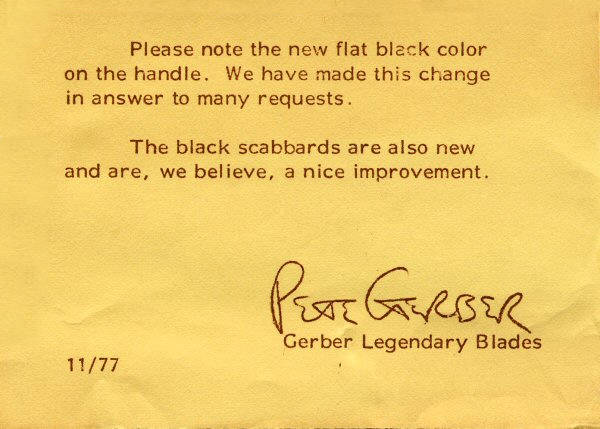 Please note the new flat black color
on the handle. We have made this change
in answer to many requests.
The black scabbards are also new
and are, we believe, a nice improvement.
Pete Gerber
Gerber Legendary Blades
11/77